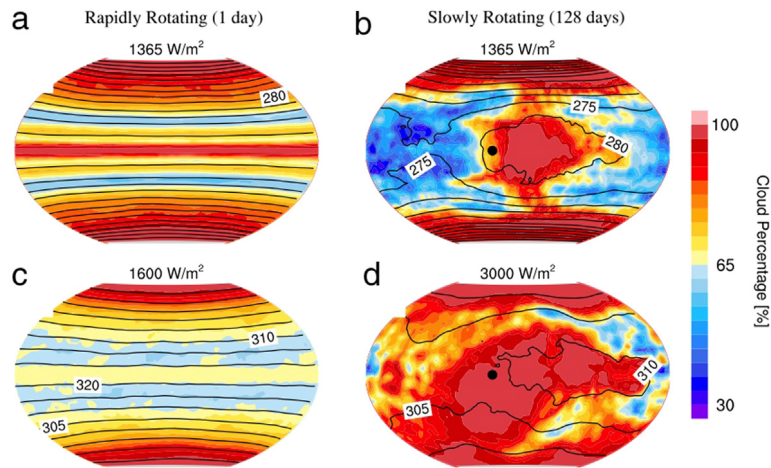 a Rapidly Rotating (1 day)
1365 W/m²
280
b Slowly Rotating (128 days)
1365 W/m²
275
280
275
c 1600 W/m²
310
320
305
d 3000 W/m²
310
305
100
65
30
Cloud Percentage [%]